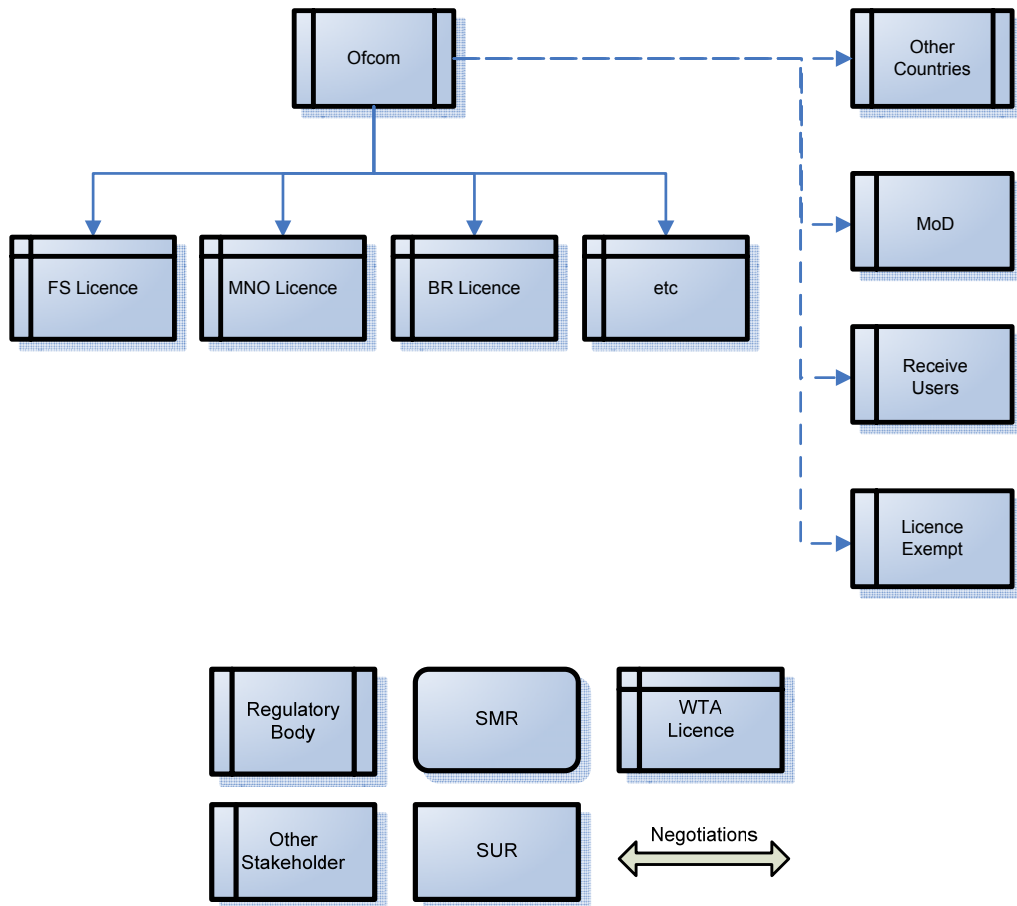 Ofcom
Other
Countries
MoD
FS Licence
MNO Licence
BR Licence
etc
Receive
Users
Licence
Exempt
Regulatory
Body
SMR
WTA
Licence
Other
Stakeholder
SUR
Negotiations